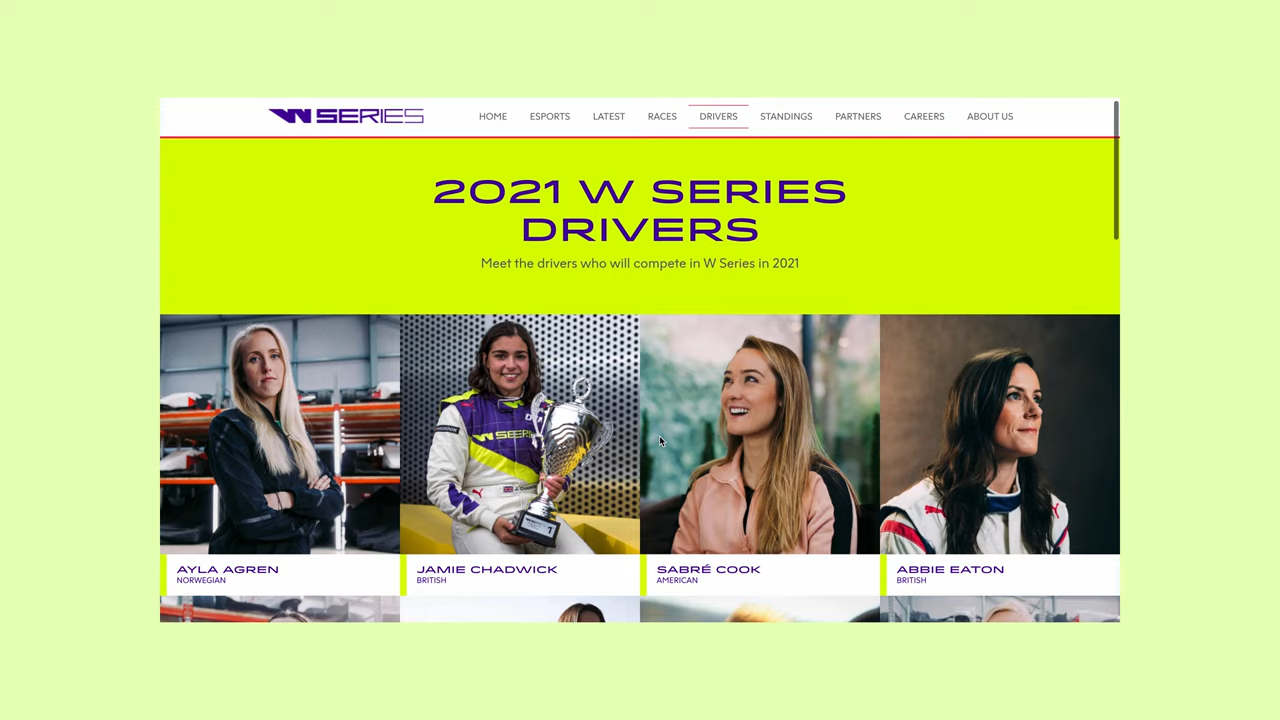 W SERIES
HOME ESPORTS LATEST RACES DRIVERS STANDINGS PARTNERS CAREERS ABOUT US
2021 W SERIES
DRIVERS
Meet the drivers who will compete in W Series in 2021
AYLA AGREN
NORWEGIAN
JAMIE CHADWICK
BRITISH
SABRÉ COOK
AMERICAN
ABBIE EATON
BRITISH